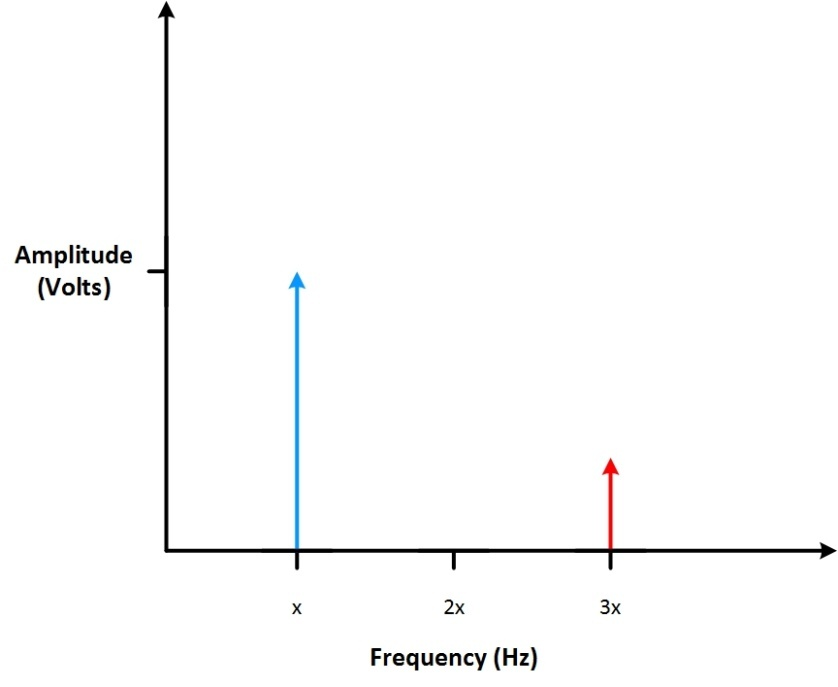 Amplitude
(Volts)
x
2x
3x
Frequency (Hz)